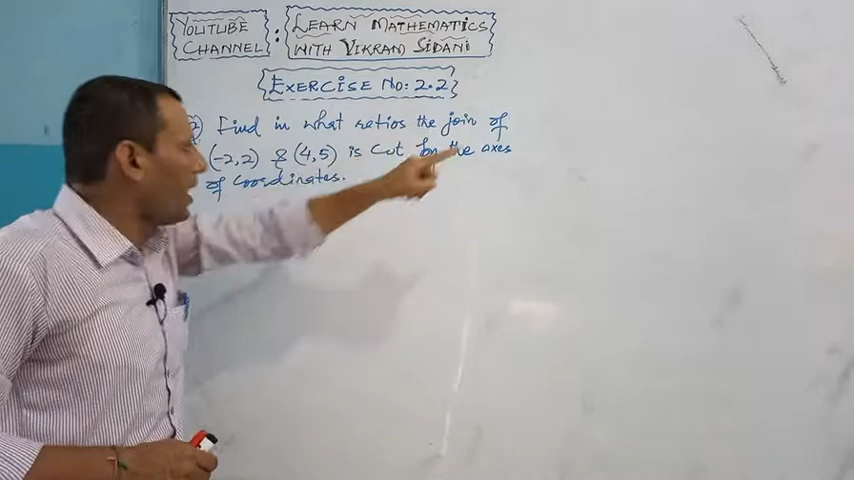 YOUTUBE CHANNEL : LEARN MATHEMATICS WITH VIKRAM SIDANI
EXERCISE NO: 2.2
Find in what ratios the join of
(-2,2) & (4,5) is cut by the axes
of coordinates.